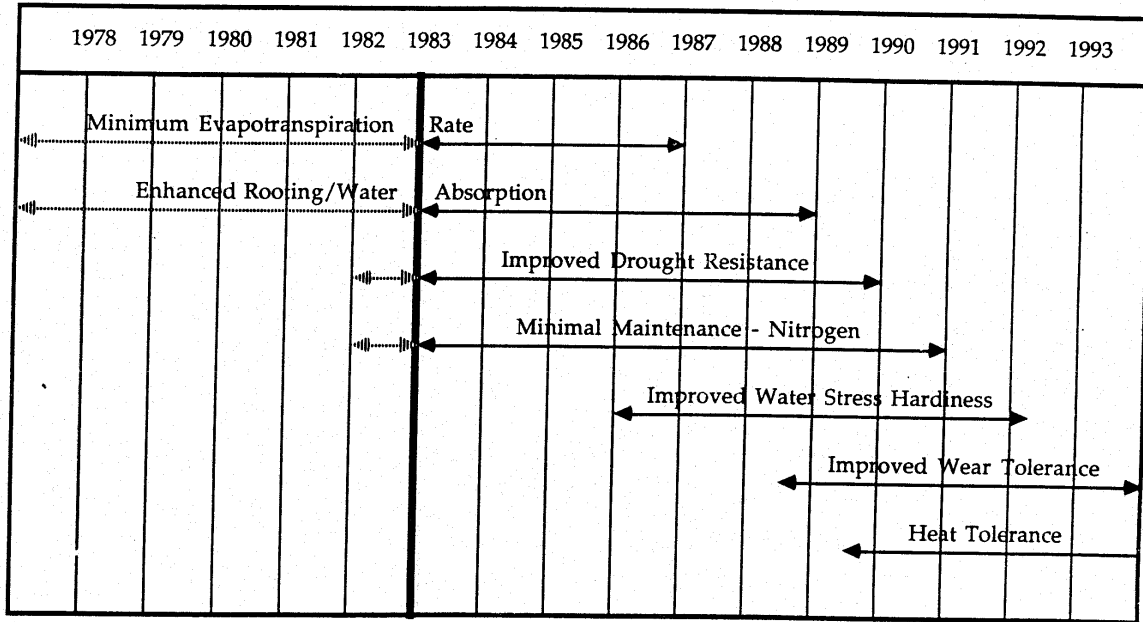 1978 1979 1980 1981 1982 1983 1984 1985 1986 1987 1988 1989 1990 1991 1992 1993
Minimum Evapotranspiration Rate
Enhanced Rooting/Water Absorption
Improved Drought Resistance
Minimal Maintenance - Nitrogen
Improved Water Stress Hardiness
Improved Wear Tolerance
Heat Tolerance